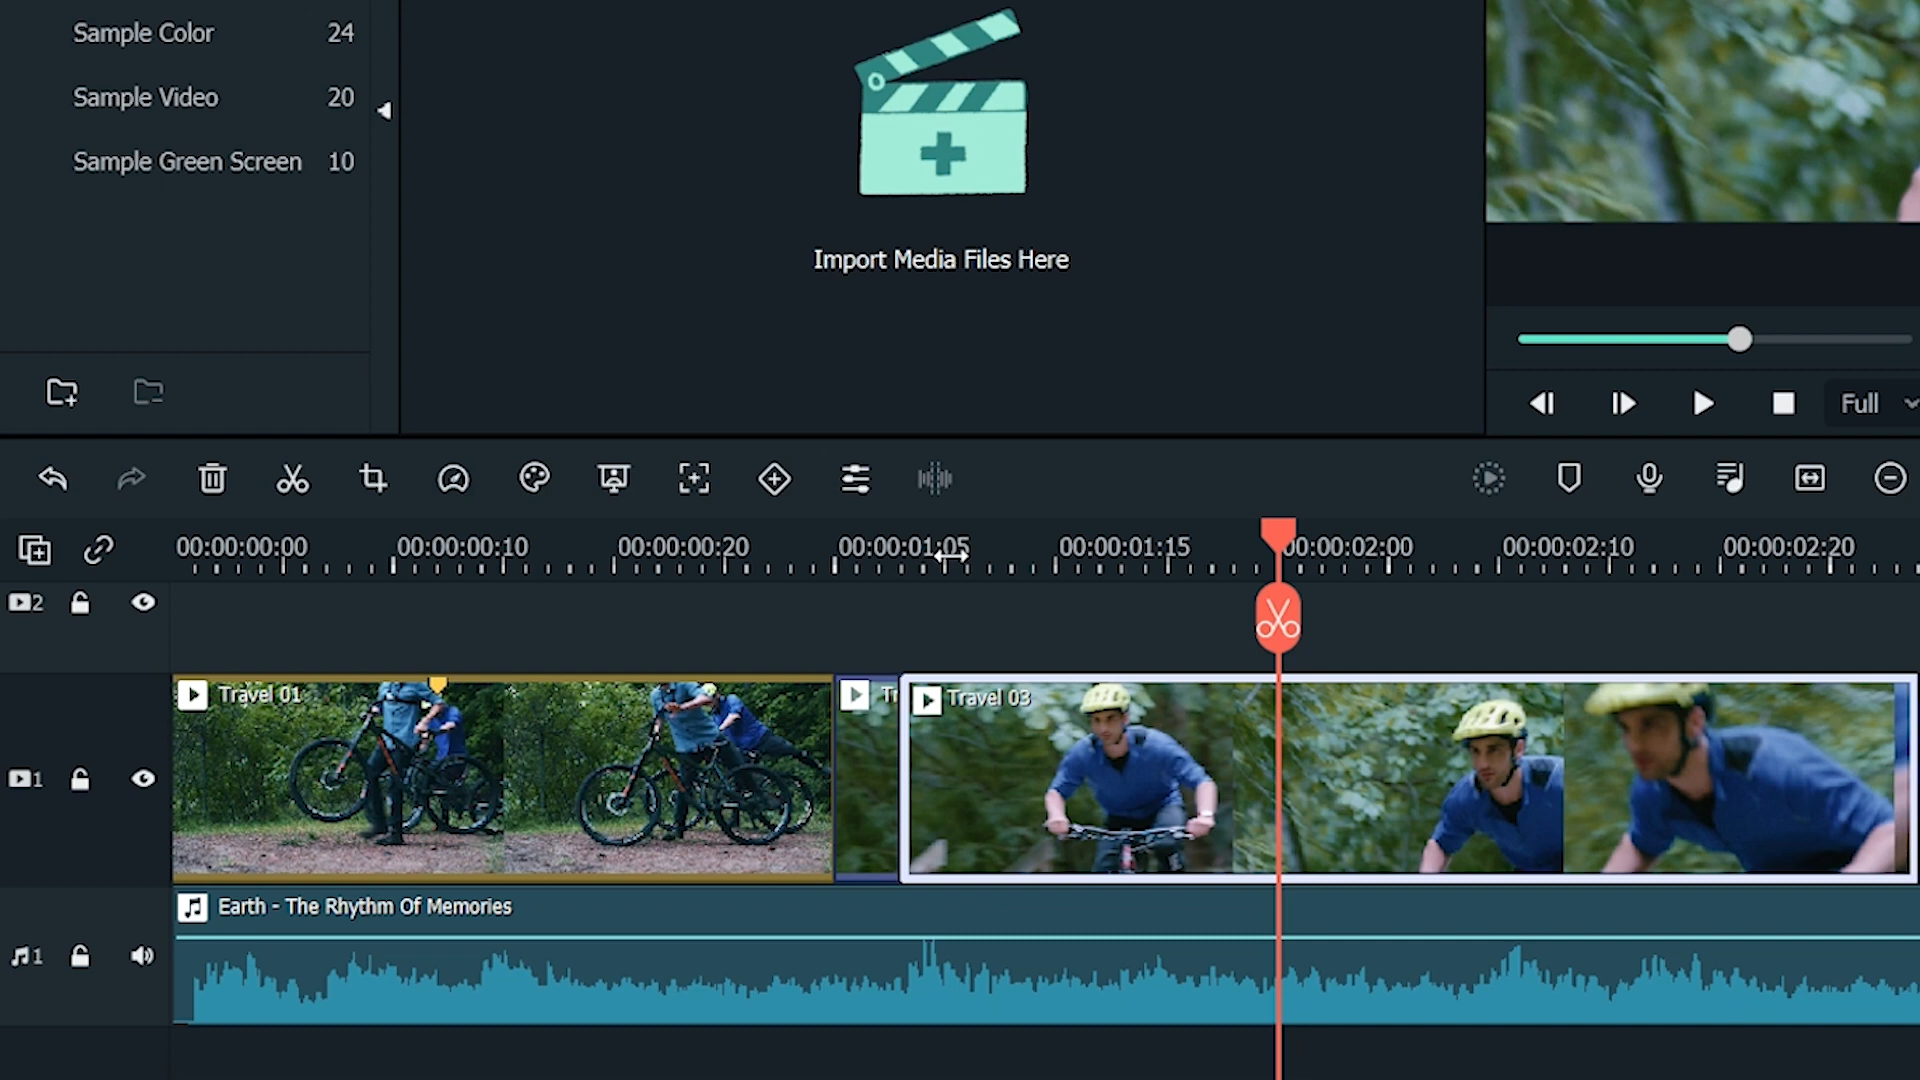 Sample Color 24
Sample Video 20
Sample Green Screen 10
Import Media Files Here
Full
00:00:00:00 00:00:00:10 00:00:00:20 00:00:01:05 00:00:01:15 00:00:02:00 00:00:02:10 00:00:02:20
2
Travel 01 Tr Travel 03
1
Earth - The Rhythm Of Memories
1